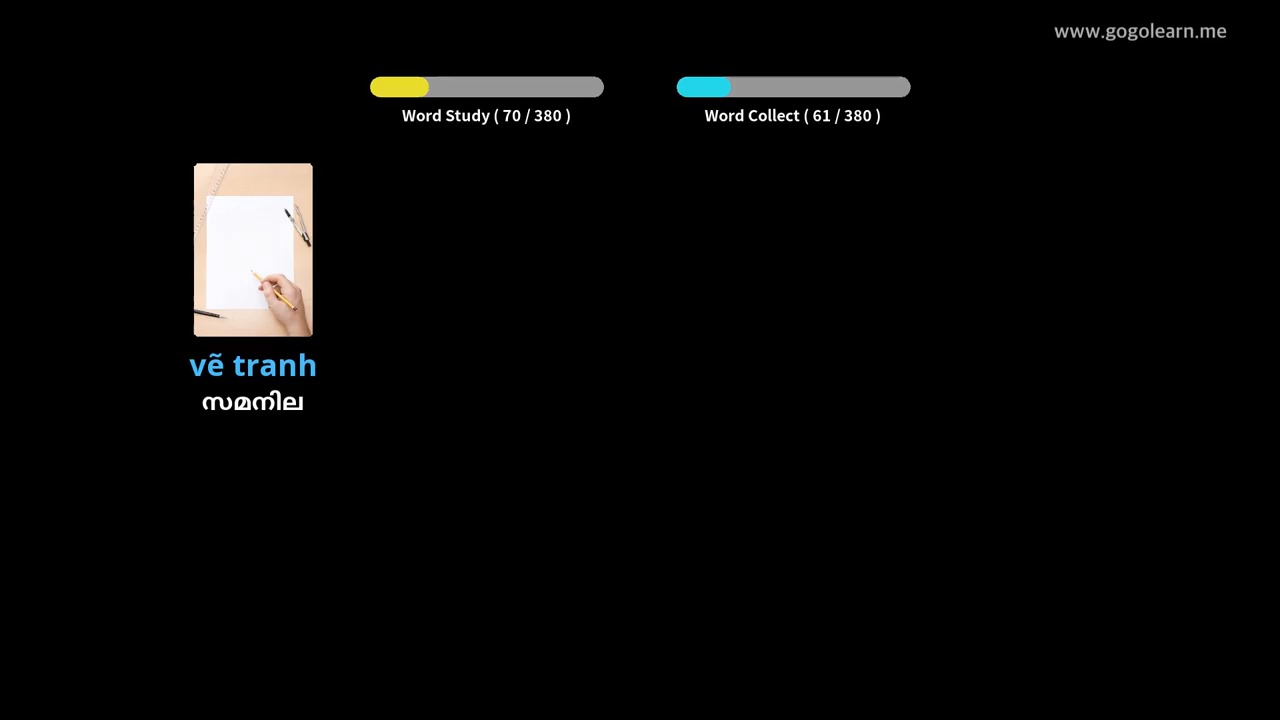 www.gogolearn.me
Word Study ( 70 / 380 )
Word Collect ( 61 / 380 )
vẽ tranh
സമനില